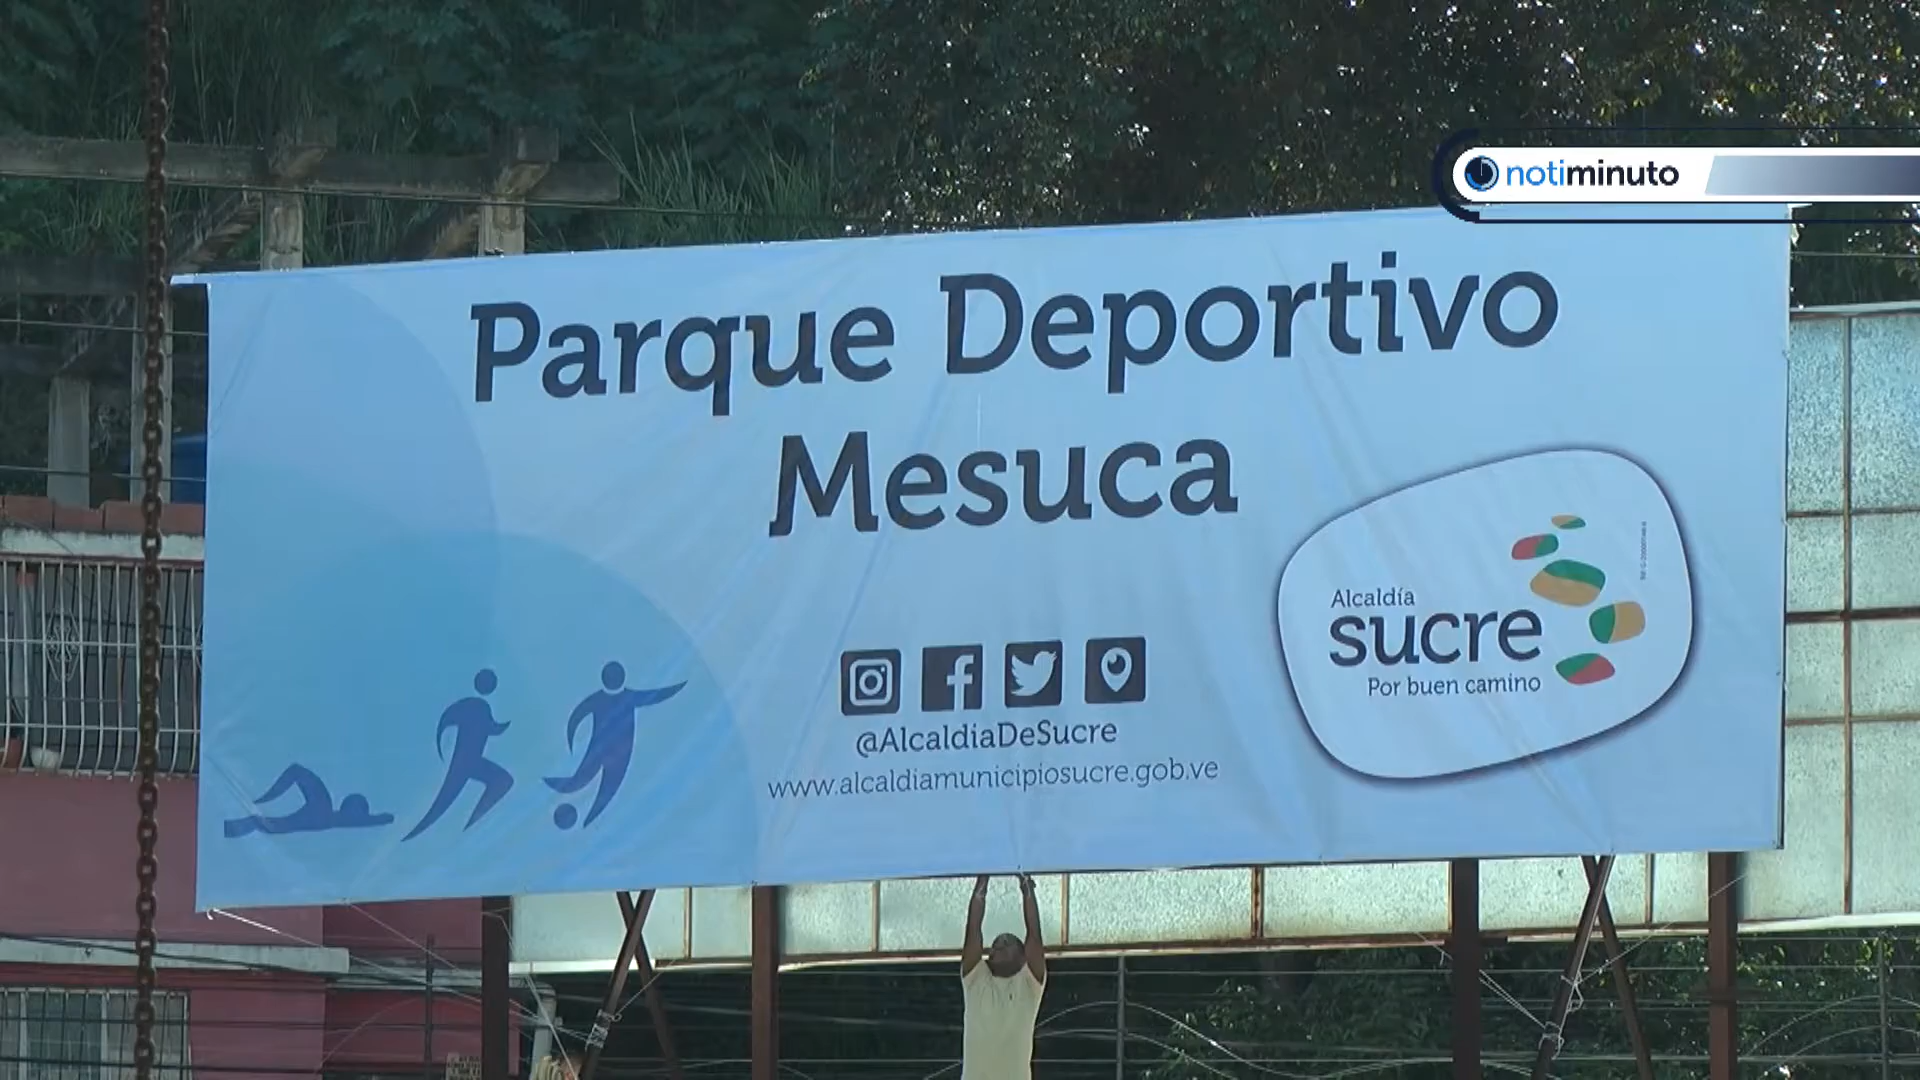 notiminuto
Parque Deportivo
Mesuca
Alcaldía
sucre
Por buen camino
@AlcaldiaDeSucre
www.alcaldiamunicipiosucre.gob.ve